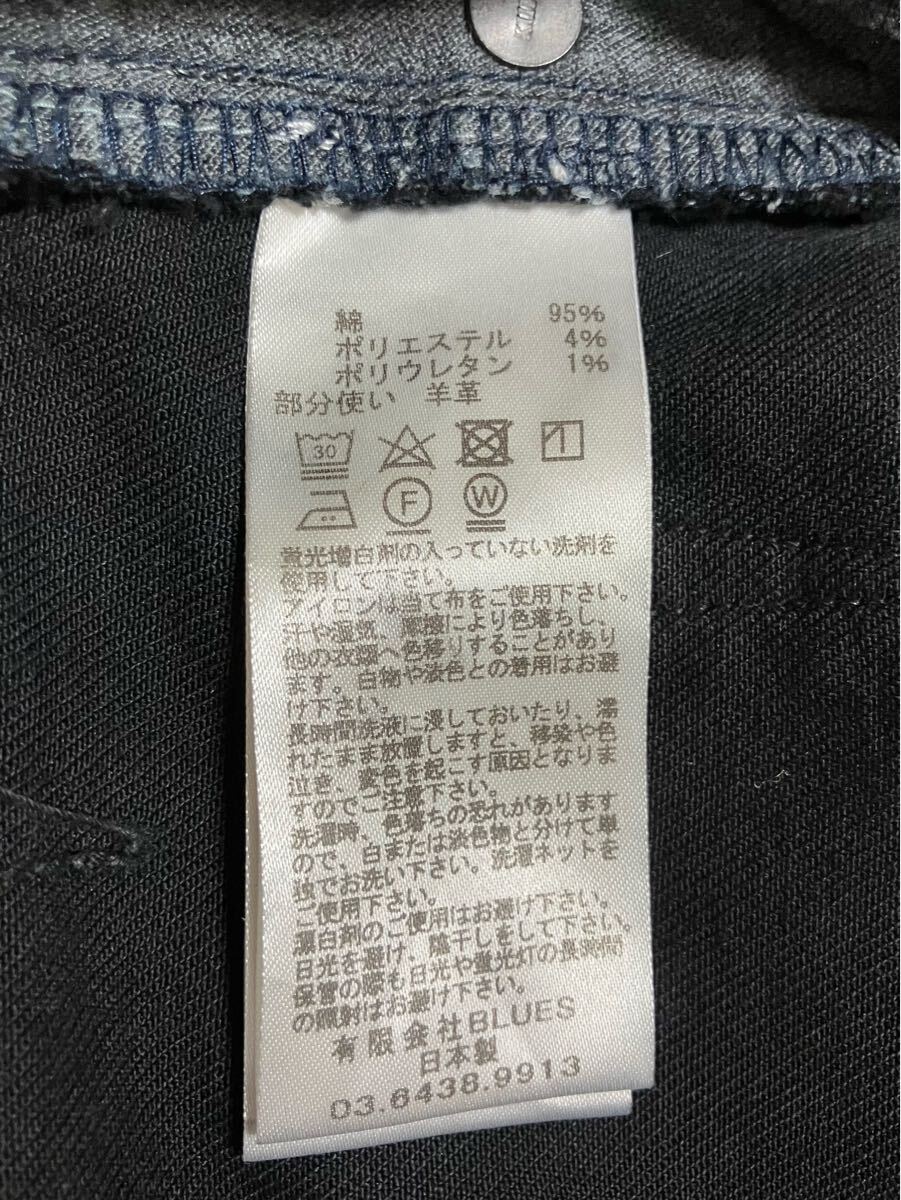 綿 95%
ポリエステル 4%
ポリウレタン 1%
部分使い 羊革
30
F W
蛍光増白剤の入っていない洗剤を
使用して下さい。
アイロンは当て布をご使用下さい。
汗や湿気、摩擦により色落ちし、
他の衣類へ色移りすることがあり
ます。白物や淡色との着用はお避
け下さい。
長時間洗液に浸しておいたり、濡
れたまま放置しますと、移染や色
泣き、変色を起こす原因となりま
すのでご注意下さい。
洗濯時、色落ちの恐れがあります
ので、白または淡色物と分けて単
独でお洗い下さい。洗濯ネットを
ご使用下さい。
漂白剤のご使用はお避け下さい。
日光を避け、陰干しをして下さい
保管の際も日光や蛍光灯の長時間
の照射はお避け下さい。
有限会社BLUES
日本製
03.6438.9913